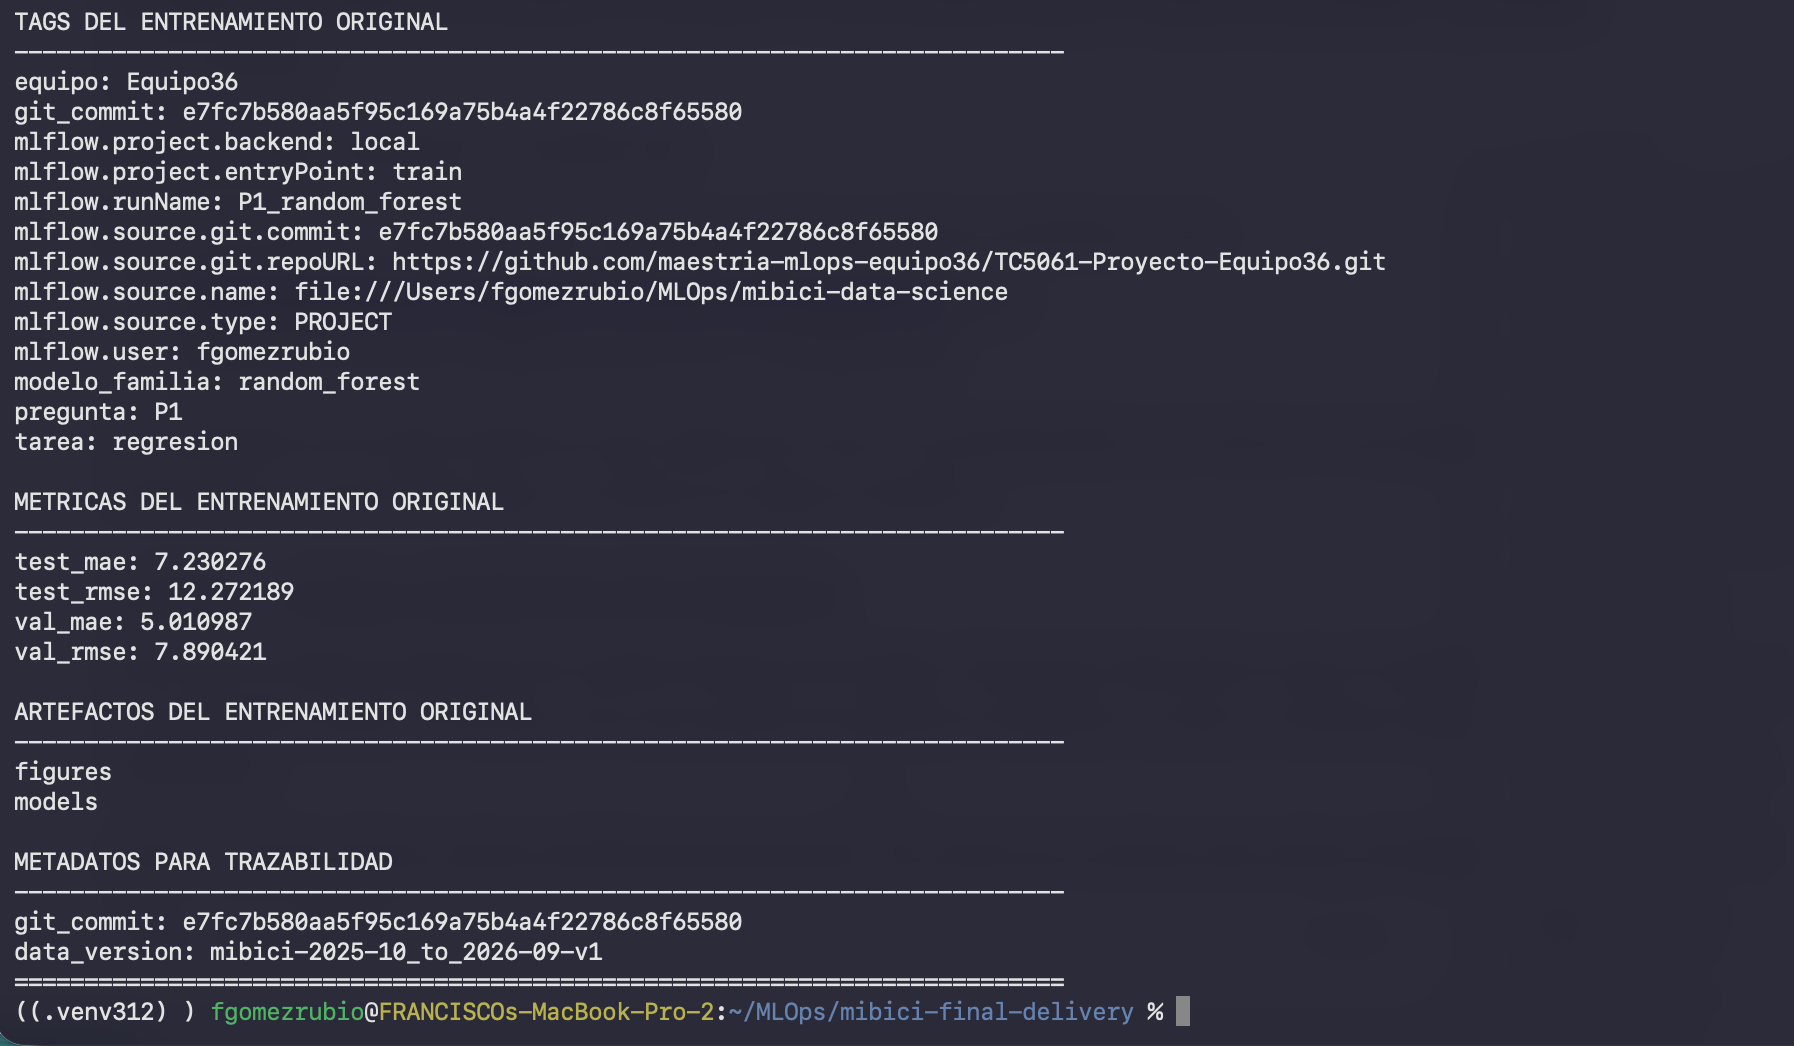 TAGS DEL ENTRENAMIENTO ORIGINAL
---------------------------------------------------------------------------
equipo: Equipo36
git_commit: e7fc7b580aa5f95c169a75b4a4f22786c8f65580
mlflow.project.backend: local
mlflow.project.entryPoint: train
mlflow.runName: P1_random_forest
mlflow.source.git.commit: e7fc7b580aa5f95c169a75b4a4f22786c8f65580
mlflow.source.git.repoURL: https://github.com/maestria-mlops-equipo36/TC5061-Proyecto-Equipo36.git
mlflow.source.name: file:///Users/fgomezrubio/MLOps/mibici-data-science
mlflow.source.type: PROJECT
mlflow.user: fgomezrubio
modelo_familia: random_forest
pregunta: P1
tarea: regresion
METRICAS DEL ENTRENAMIENTO ORIGINAL
---------------------------------------------------------------------------
test_mae: 7.230276
test_rmse: 12.272189
val_mae: 5.010987
val_rmse: 7.890421
ARTEFACTOS DEL ENTRENAMIENTO ORIGINAL
---------------------------------------------------------------------------
figures
models
METADATOS PARA TRAZABILIDAD
---------------------------------------------------------------------------
git_commit: e7fc7b580aa5f95c169a75b4a4f22786c8f65580
data_version: mibici-2025-10_to_2026-09-v1
===========================================================================
((.venv312) ) fgomezrubio@FRANCISCOs-MacBook-Pro-2:~/MLOps/mibici-final-delivery %